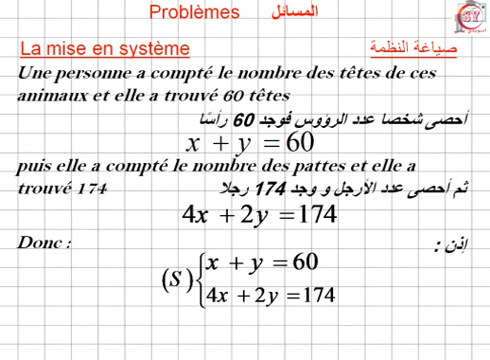 Problèmes المسائل
La mise en système صياغة النظمة
Une personne a compté le nombre des têtes de ces
animaux et elle a trouvé 60 têtes
أحصى شخصا عدد الرؤوس فوجد 60 رأسًا
x + y = 60
puis elle a compté le nombre des pattes et elle a
trouvé 174 ثم أحصى عدد الأرجل و وجد 174 رجلا
4x + 2y = 174
Donc : إذن :
(S) { x + y = 60
4x + 2y = 174